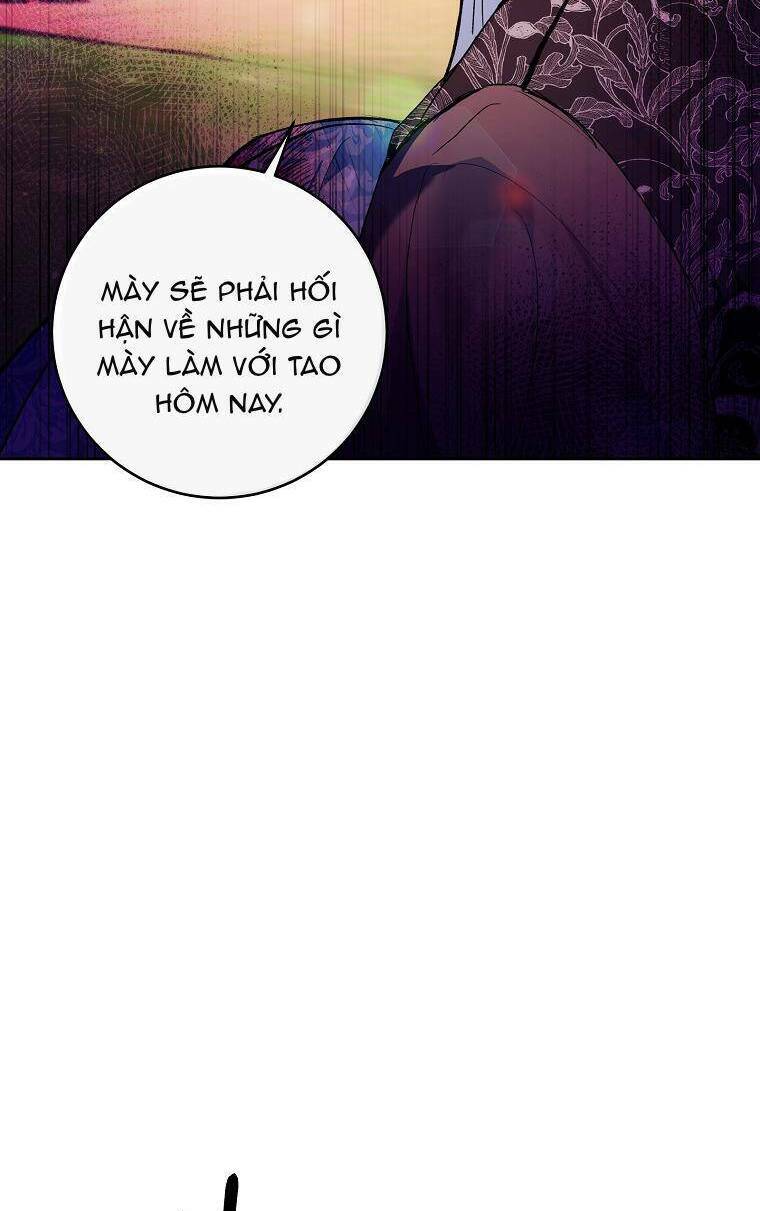 MÀY SẼ PHẢI HỐI
HẬN VỀ NHỮNG GÌ
MÀY LÀM VỚI TAO
HÔM NAY.